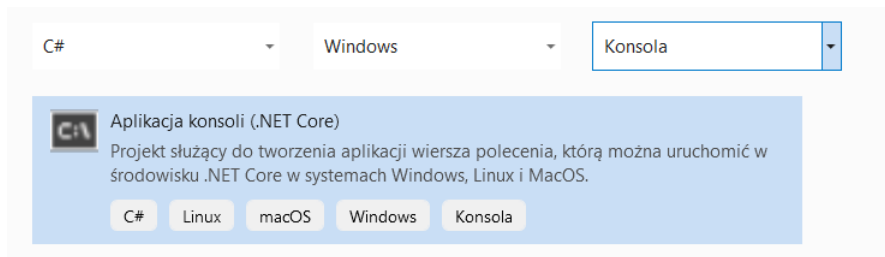 C# Windows Konsola
C:\
Aplikacja konsoli (.NET Core)
Projekt służący do tworzenia aplikacji wiersza polecenia, którą można uruchomić w
środowisku .NET Core w systemach Windows, Linux i MacOS.
C# Linux macOS Windows Konsola